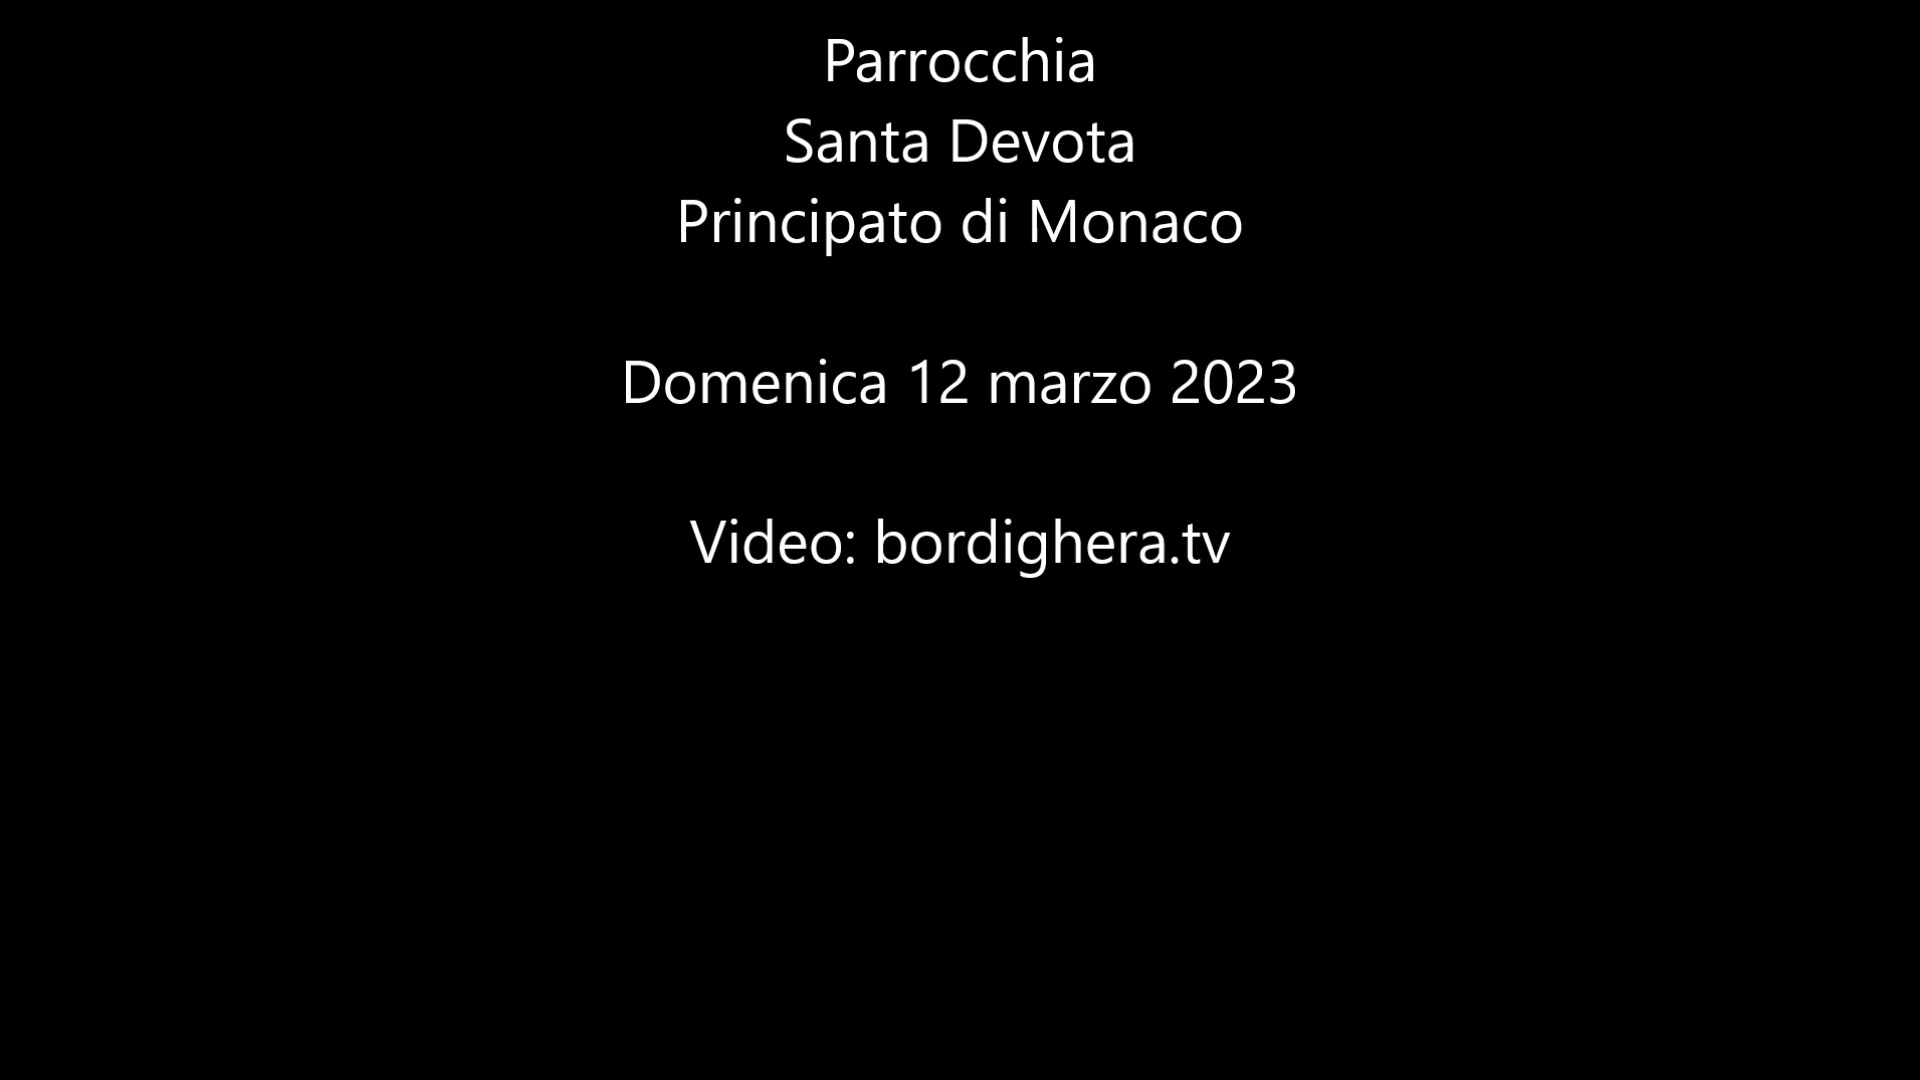 Parrocchia
Santa Devota
Principato di Monaco
Domenica 12 marzo 2023
Video: bordighera.tv